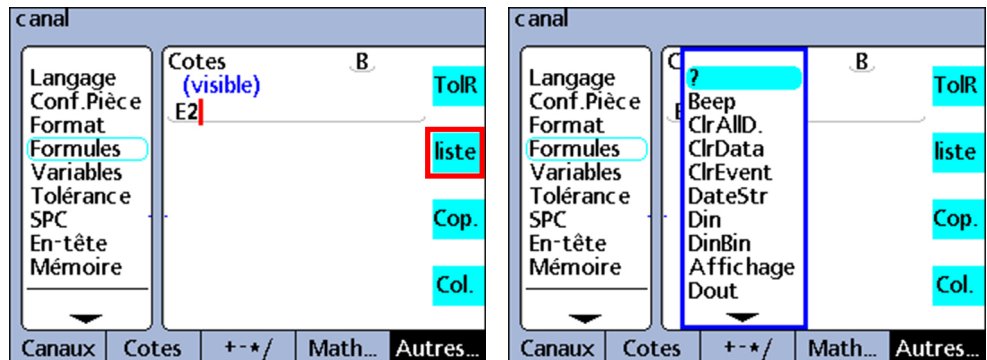 canal
Langage
Conf.Pièce
Format
Formules
Variables
Tolérance
SPC
En-tête
Mémoire
Cotes B
(visible)
E2
TolR
liste
Cop.
Col.
Canaux Cotes +-*/ Math... Autres...
canal
Langage
Conf.Pièce
Format
Formules
Variables
Tolérance
SPC
En-tête
Mémoire
C B
E
?
Beep
ClrAllD.
ClrData
ClrEvent
DateStr
Din
DinBin
Affichage
Dout
TolR
liste
Cop.
Col.
Canaux Cotes +-*/ Math... Autres...